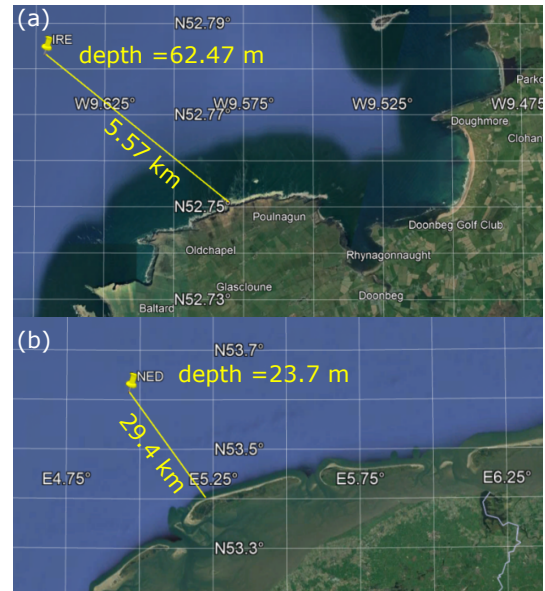 (a)
N52.79°
IRE
depth =62.47 m
W9.625°
W9.575°
W9.525°
W9.475°
Parko
N52.77°
Doughmore
Clohan
5.57 km
N52.75°
Poulnagun
Doonbeg Golf Club
Oldchapel
Rhynagonnaught
Glascloune
Doonbeg
N52.73°
Baltard
(b)
N53.7°
NED
depth =23.7 m
29.4 km
N53.5°
E4.75°
E5.25°
E5.75°
E6.25°
N53.3°